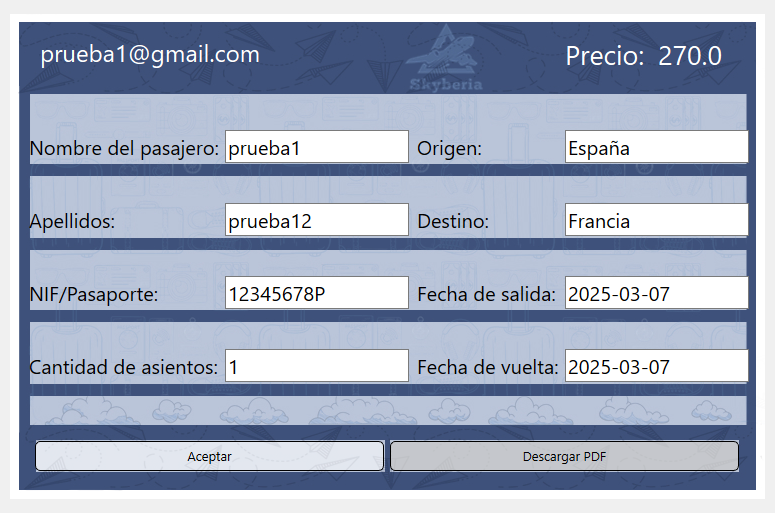 prueba1@gmail.com
Skyberia
Precio: 270.0
Nombre del pasajero: prueba1 Origen: España
Apellidos: prueba12 Destino: Francia
NIF/Pasaporte: 12345678P Fecha de salida: 2025-03-07
Cantidad de asientos: 1 Fecha de vuelta: 2025-03-07
Aceptar Descargar PDF